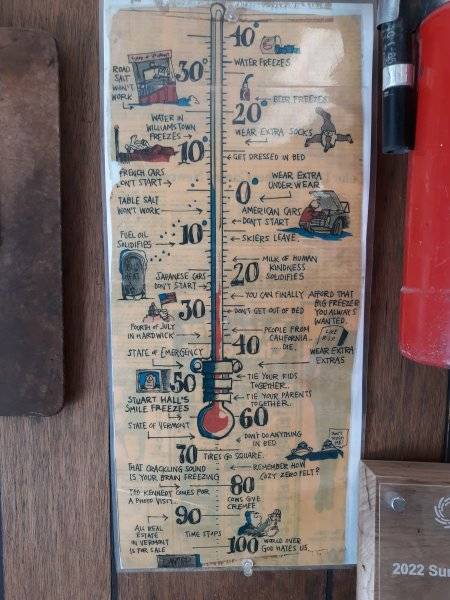 40°
WATER FREEZES
ROAD
SALT
WON'T
WORK
30°
BEER FREEZES
20°
WATER IN
WILLIAMSTOWN
FREEZES
WEAR EXTRA SOCKS
10°
GET DRESSED IN BED
FRENCH CARS
DON'T START
WEAR EXTRA
UNDERWEAR
0°
TABLE SALT
WON'T WORK
AMERICAN CARS
DON'T START
10°
SKIERS LEAVE.
FUEL OIL
SOLIDIFIES
MILK OF HUMAN
KINDNESS
SOLIDIFIES
20
JAPANESE CARS
DON'T START
YOU CAN FINALLY AFFORD THAT
BIG FREEZER
YOU ALWAYS
WANTED.
30
DON'T GET OUT OF BED
FOURTH OF JULY
IN HARDWICK
PEOPLE FROM
CALIFORNIA
DIE.
40
STATE OF EMERGENCY
WEAR EXTRA
EXTRAS
50
TIE YOUR KIDS
TOGETHER..
STUART HALL'S
SMILE FREEZES
TIE YOUR PARENTS
TOGETHER..
60
STATE OF VERMONT
DON'T DO ANYTHING
IN BED
70
TIRES GO SQUARE.
THAT CRACKLING SOUND
IS YOUR BRAIN FREEZING
REMEMBER HOW
COZY ZERO FELT?
80
TED KENNEDY COMES FOR
A PHOTO VISIT..
COWS GIVE
CREMEE
90
ALL REAL
ESTATE
IN VERMONT
IS FOR SALE
TIME STOPS
100
WORLD OVER
GOD HATES US.
2022 Sur